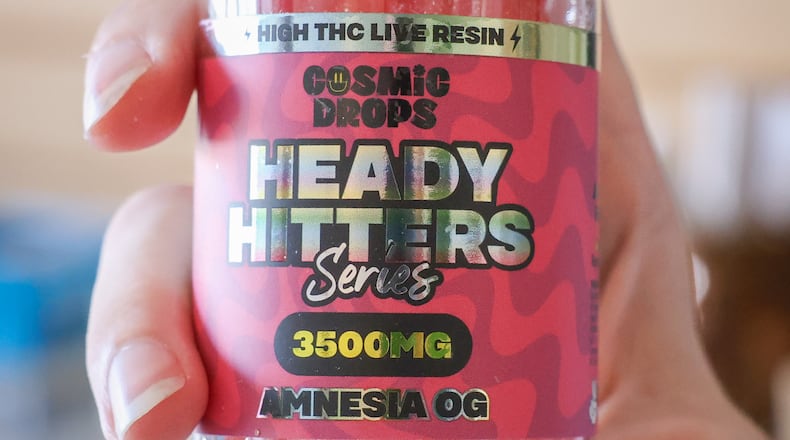 HIGH THC LIVE RESIN
COSMIC
DROPS
HEADY
HITTERS
Series
3500MG
AMNESIA OG